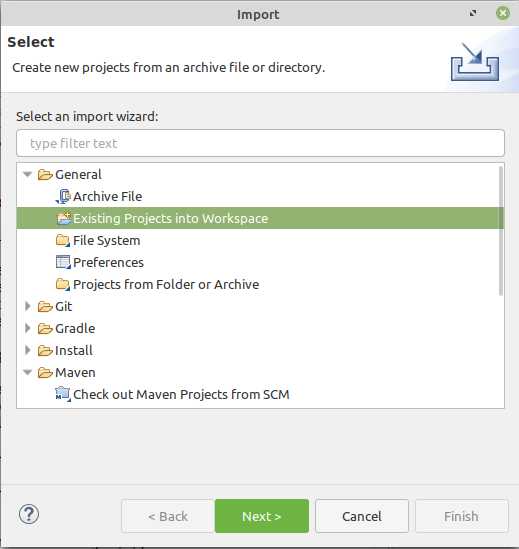 Import
Select
Create new projects from an archive file or directory.
Select an import wizard:
type filter text
General
Archive File
Existing Projects into Workspace
File System
Preferences
Projects from Folder or Archive
Git
Gradle
Install
Maven
Check out Maven Projects from SCM
? < Back Next > Cancel Finish